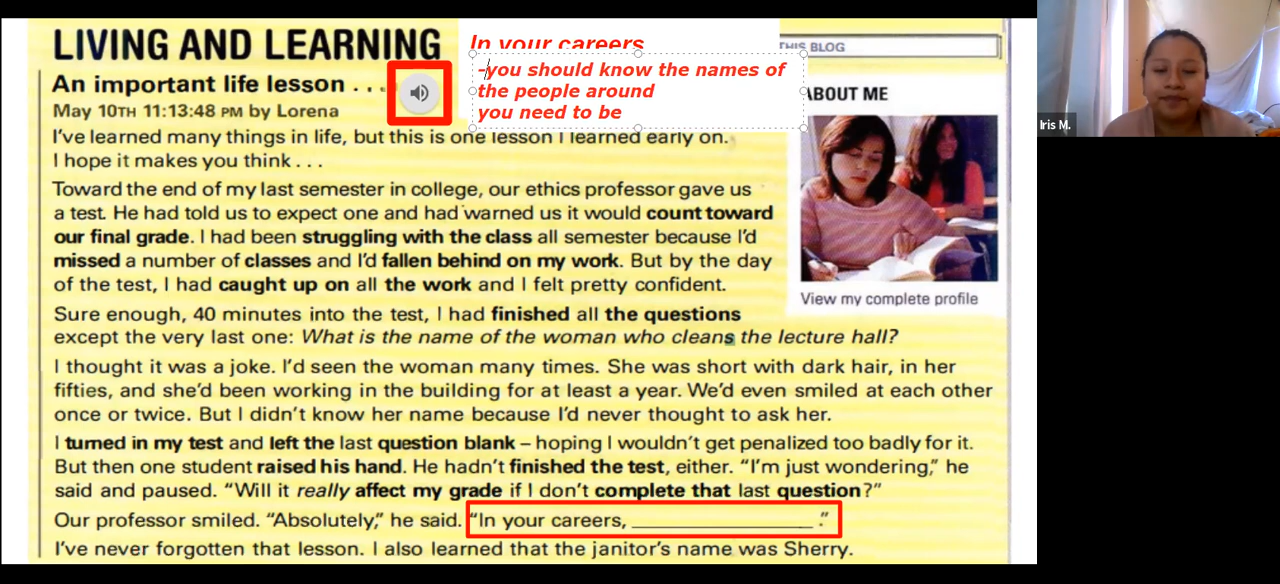 LIVING AND LEARNING
In your careers
-you should know the names of
the people around
you need to be
THIS BLOG
An important life lesson . . .
May 10TH 11:13:48 PM by Lorena
I've learned many things in life, but this is one lesson I learned early on.
I hope it makes you think . . .
Toward the end of my last semester in college, our ethics professor gave us
a test. He had told us to expect one and had warned us it would count toward
our final grade. I had been struggling with the class all semester because I'd
missed a number of classes and I'd fallen behind on my work. But by the day
of the test, I had caught up on all the work and I felt pretty confident.
Sure enough, 40 minutes into the test, I had finished all the questions
except the very last one: What is the name of the woman who cleans the lecture hall?
I thought it was a joke. I'd seen the woman many times. She was short with dark hair, in her
fifties, and she'd been working in the building for at least a year. We'd even smiled at each other
once or twice. But I didn't know her name because I'd never thought to ask her.
I turned in my test and left the last question blank – hoping I wouldn't get penalized too badly for it.
But then one student raised his hand. He hadn't finished the test, either. "I'm just wondering," he
said and paused. "Will it really affect my grade if I don't complete that last question?"
Our professor smiled. "Absolutely," he said. "In your careers, ____________________ ."
I've never forgotten that lesson. I also learned that the janitor's name was Sherry.
ABOUT ME
View my complete profile
Iris M.